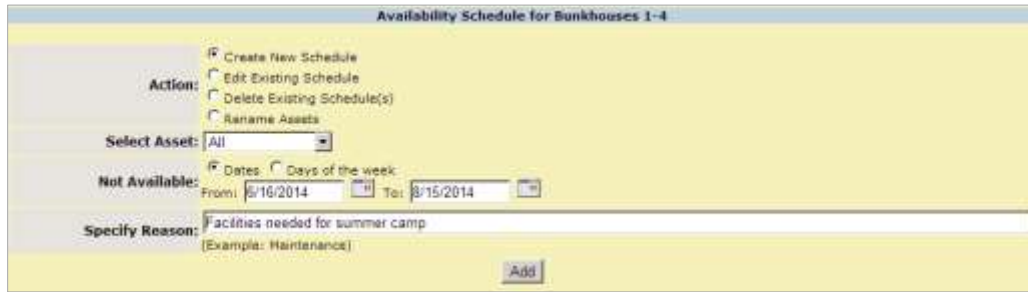 Availability Schedule for Bunkhouses 1-4
Action:
Create New Schedule
Edit Existing Schedule
Delete Existing Schedule(s)
Rename Assets
Select Asset: All
Not Available: Dates Days of the week
From: 6/16/2014 To: 8/15/2014
Specify Reason: Facilities needed for summer camp
(Example: Maintenance)
Add